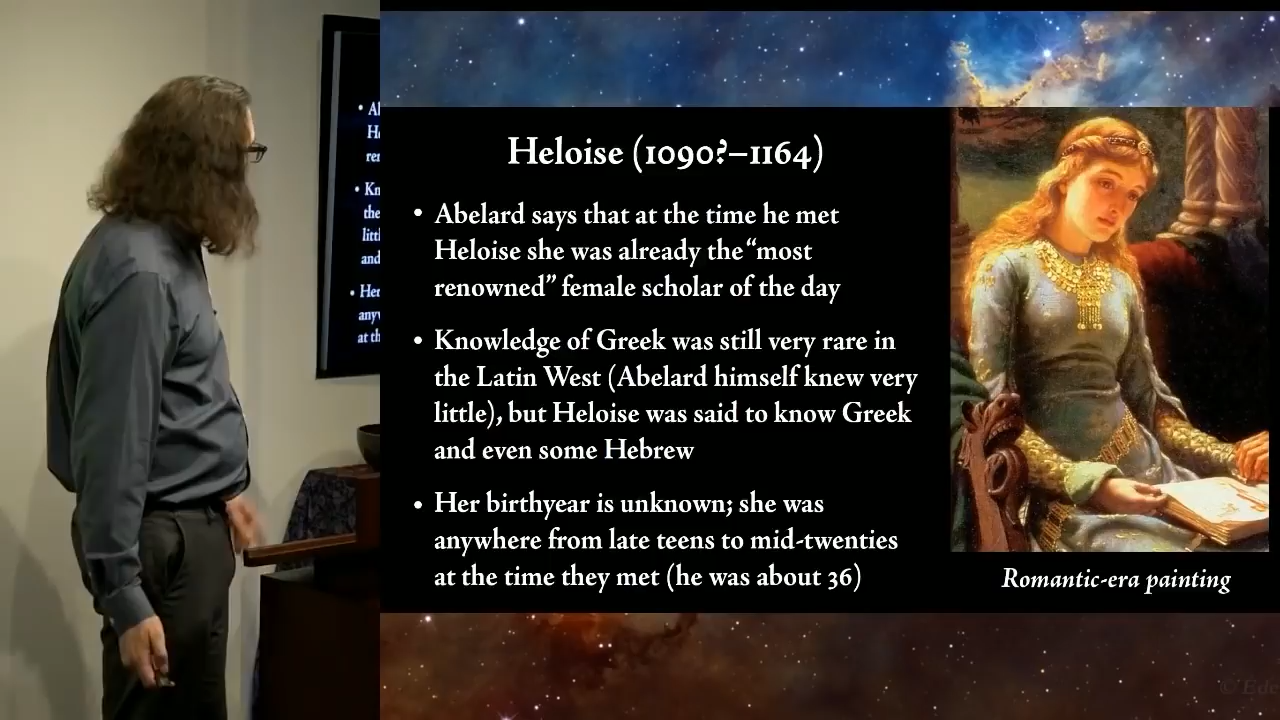 Heloise (1090?–1164)
• Abelard says that at the time he met
Heloise she was already the “most
renowned” female scholar of the day
• Knowledge of Greek was still very rare in
the Latin West (Abelard himself knew very
little), but Heloise was said to know Greek
and even some Hebrew
• Her birthyear is unknown; she was
anywhere from late teens to mid-twenties
at the time they met (he was about 36)
Romantic-era painting